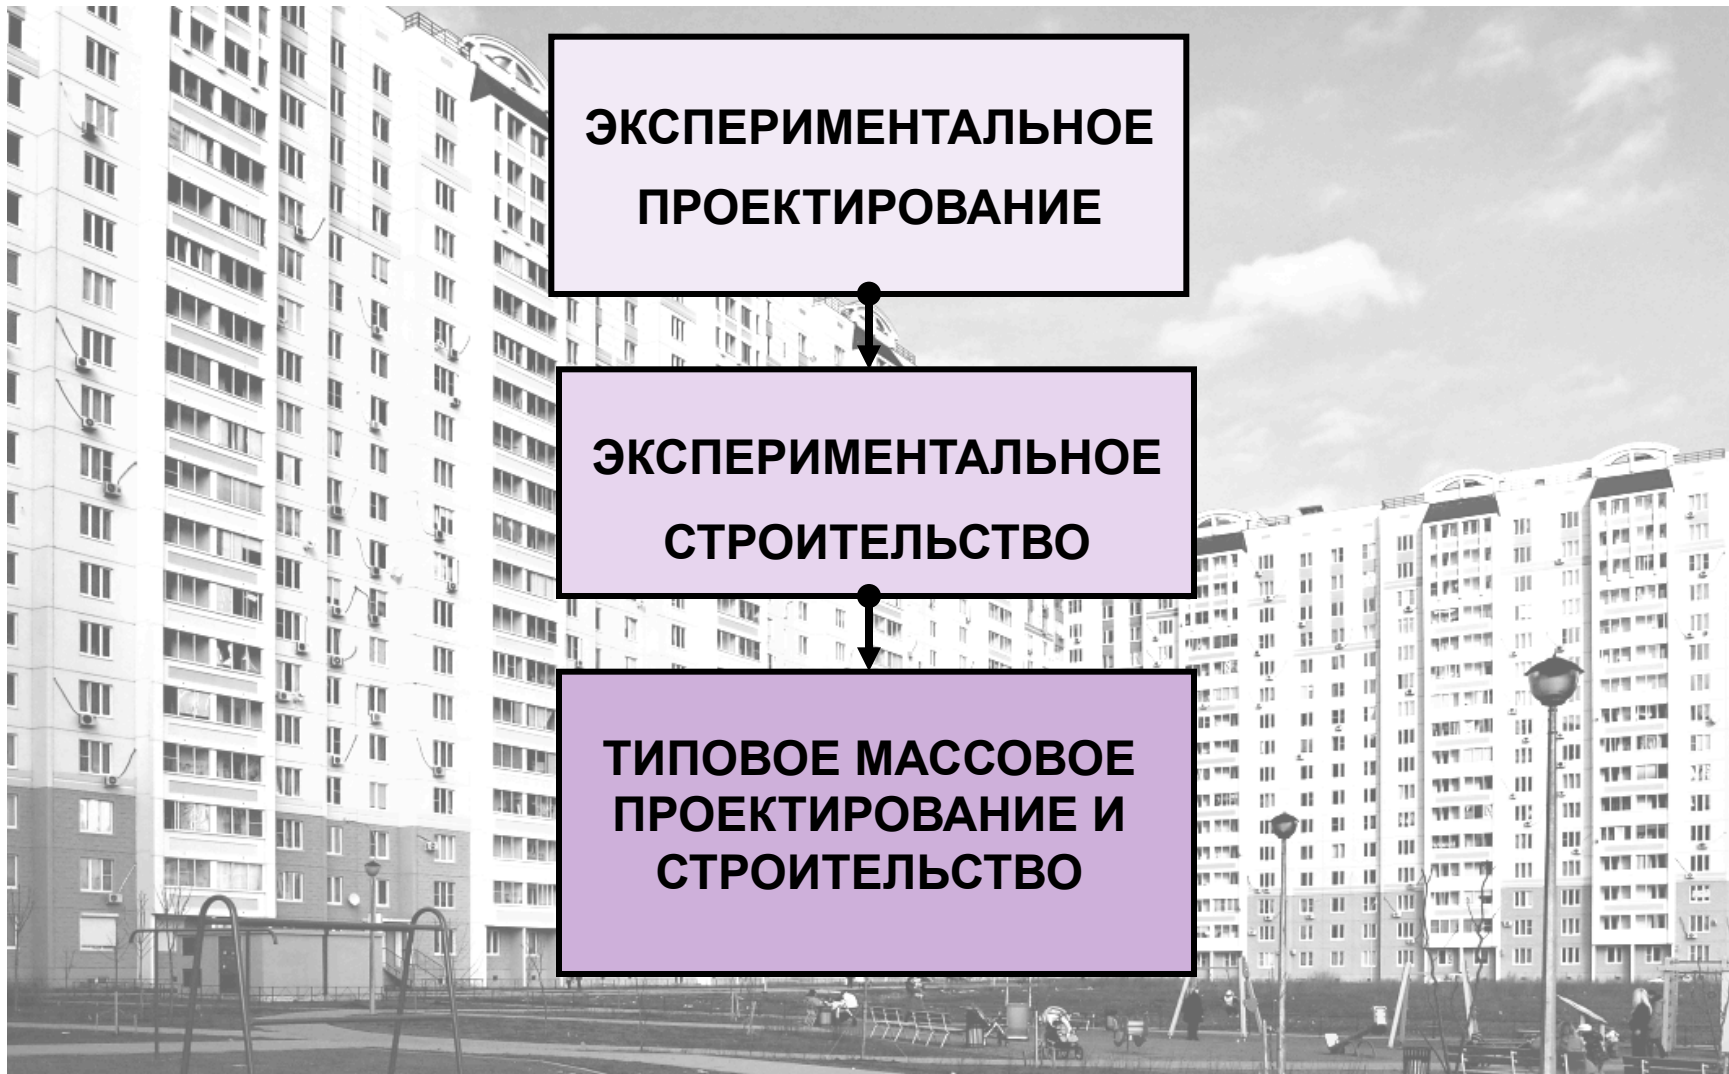 ЭКСПЕРИМЕНТАЛЬНОЕ
ПРОЕКТИРОВАНИЕ
ЭКСПЕРИМЕНТАЛЬНОЕ
СТРОИТЕЛЬСТВО
ТИПОВОЕ МАССОВОЕ
ПРОЕКТИРОВАНИЕ И
СТРОИТЕЛЬСТВО